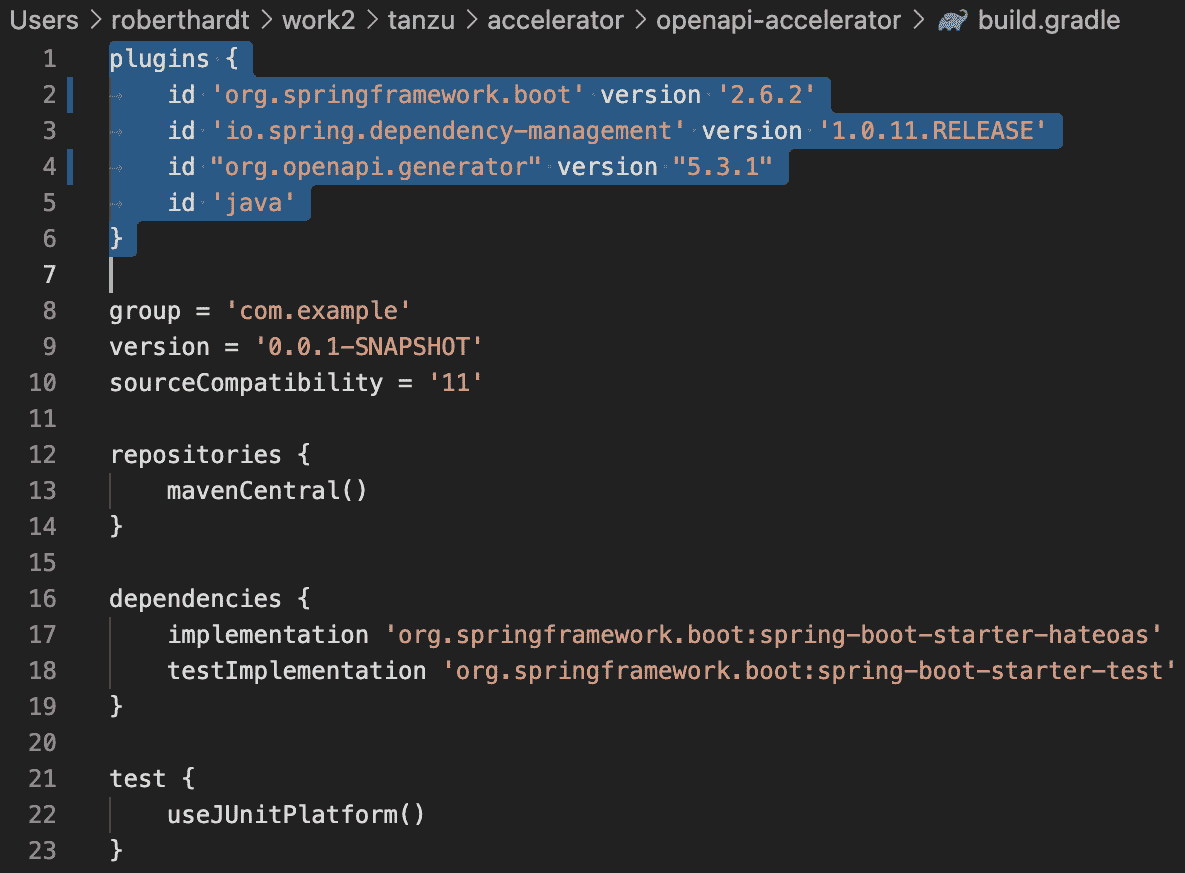 Users > roberthardt > work2 > tanzu > accelerator > openapi-accelerator > build.gradle
1 plugins {
2 id 'org.springframework.boot' version '2.6.2'
3 id 'io.spring.dependency-management' version '1.0.11.RELEASE'
4 id "org.openapi.generator" version "5.3.1"
5 id 'java'
6 }
7
8 group = 'com.example'
9 version = '0.0.1-SNAPSHOT'
10 sourceCompatibility = '11'
11
12 repositories {
13 mavenCentral()
14 }
15
16 dependencies {
17 implementation 'org.springframework.boot:spring-boot-starter-hateoas'
18 testImplementation 'org.springframework.boot:spring-boot-starter-test'
19 }
20
21 test {
22 useJUnitPlatform()
23 }